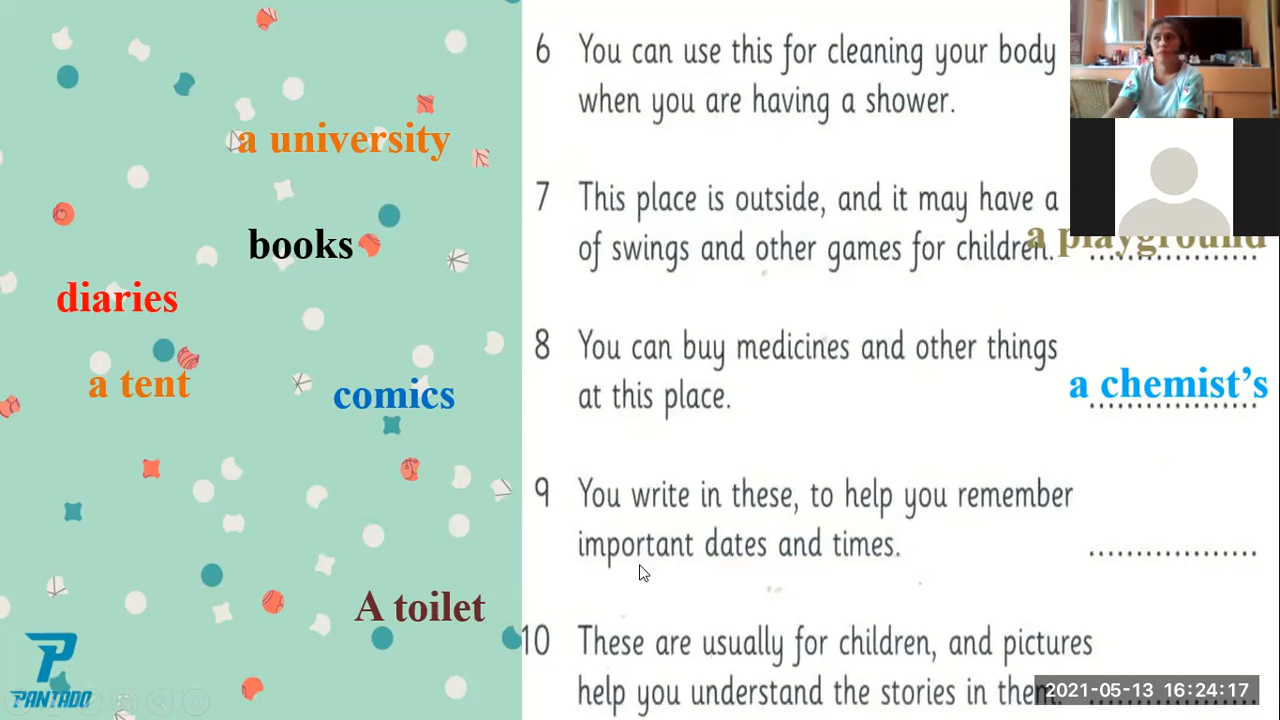 a university
books
diaries
a tent
comics
A toilet
PANTADO
6 You can use this for cleaning your body
when you are having a shower.
7 This place is outside, and it may have a
of swings and other games for children.
a playground
8 You can buy medicines and other things
at this place.
a chemist's
9 You write in these, to help you remember
important dates and times.
10 These are usually for children, and pictures
help you understand the stories in them.
2021-05-13 16:24:17